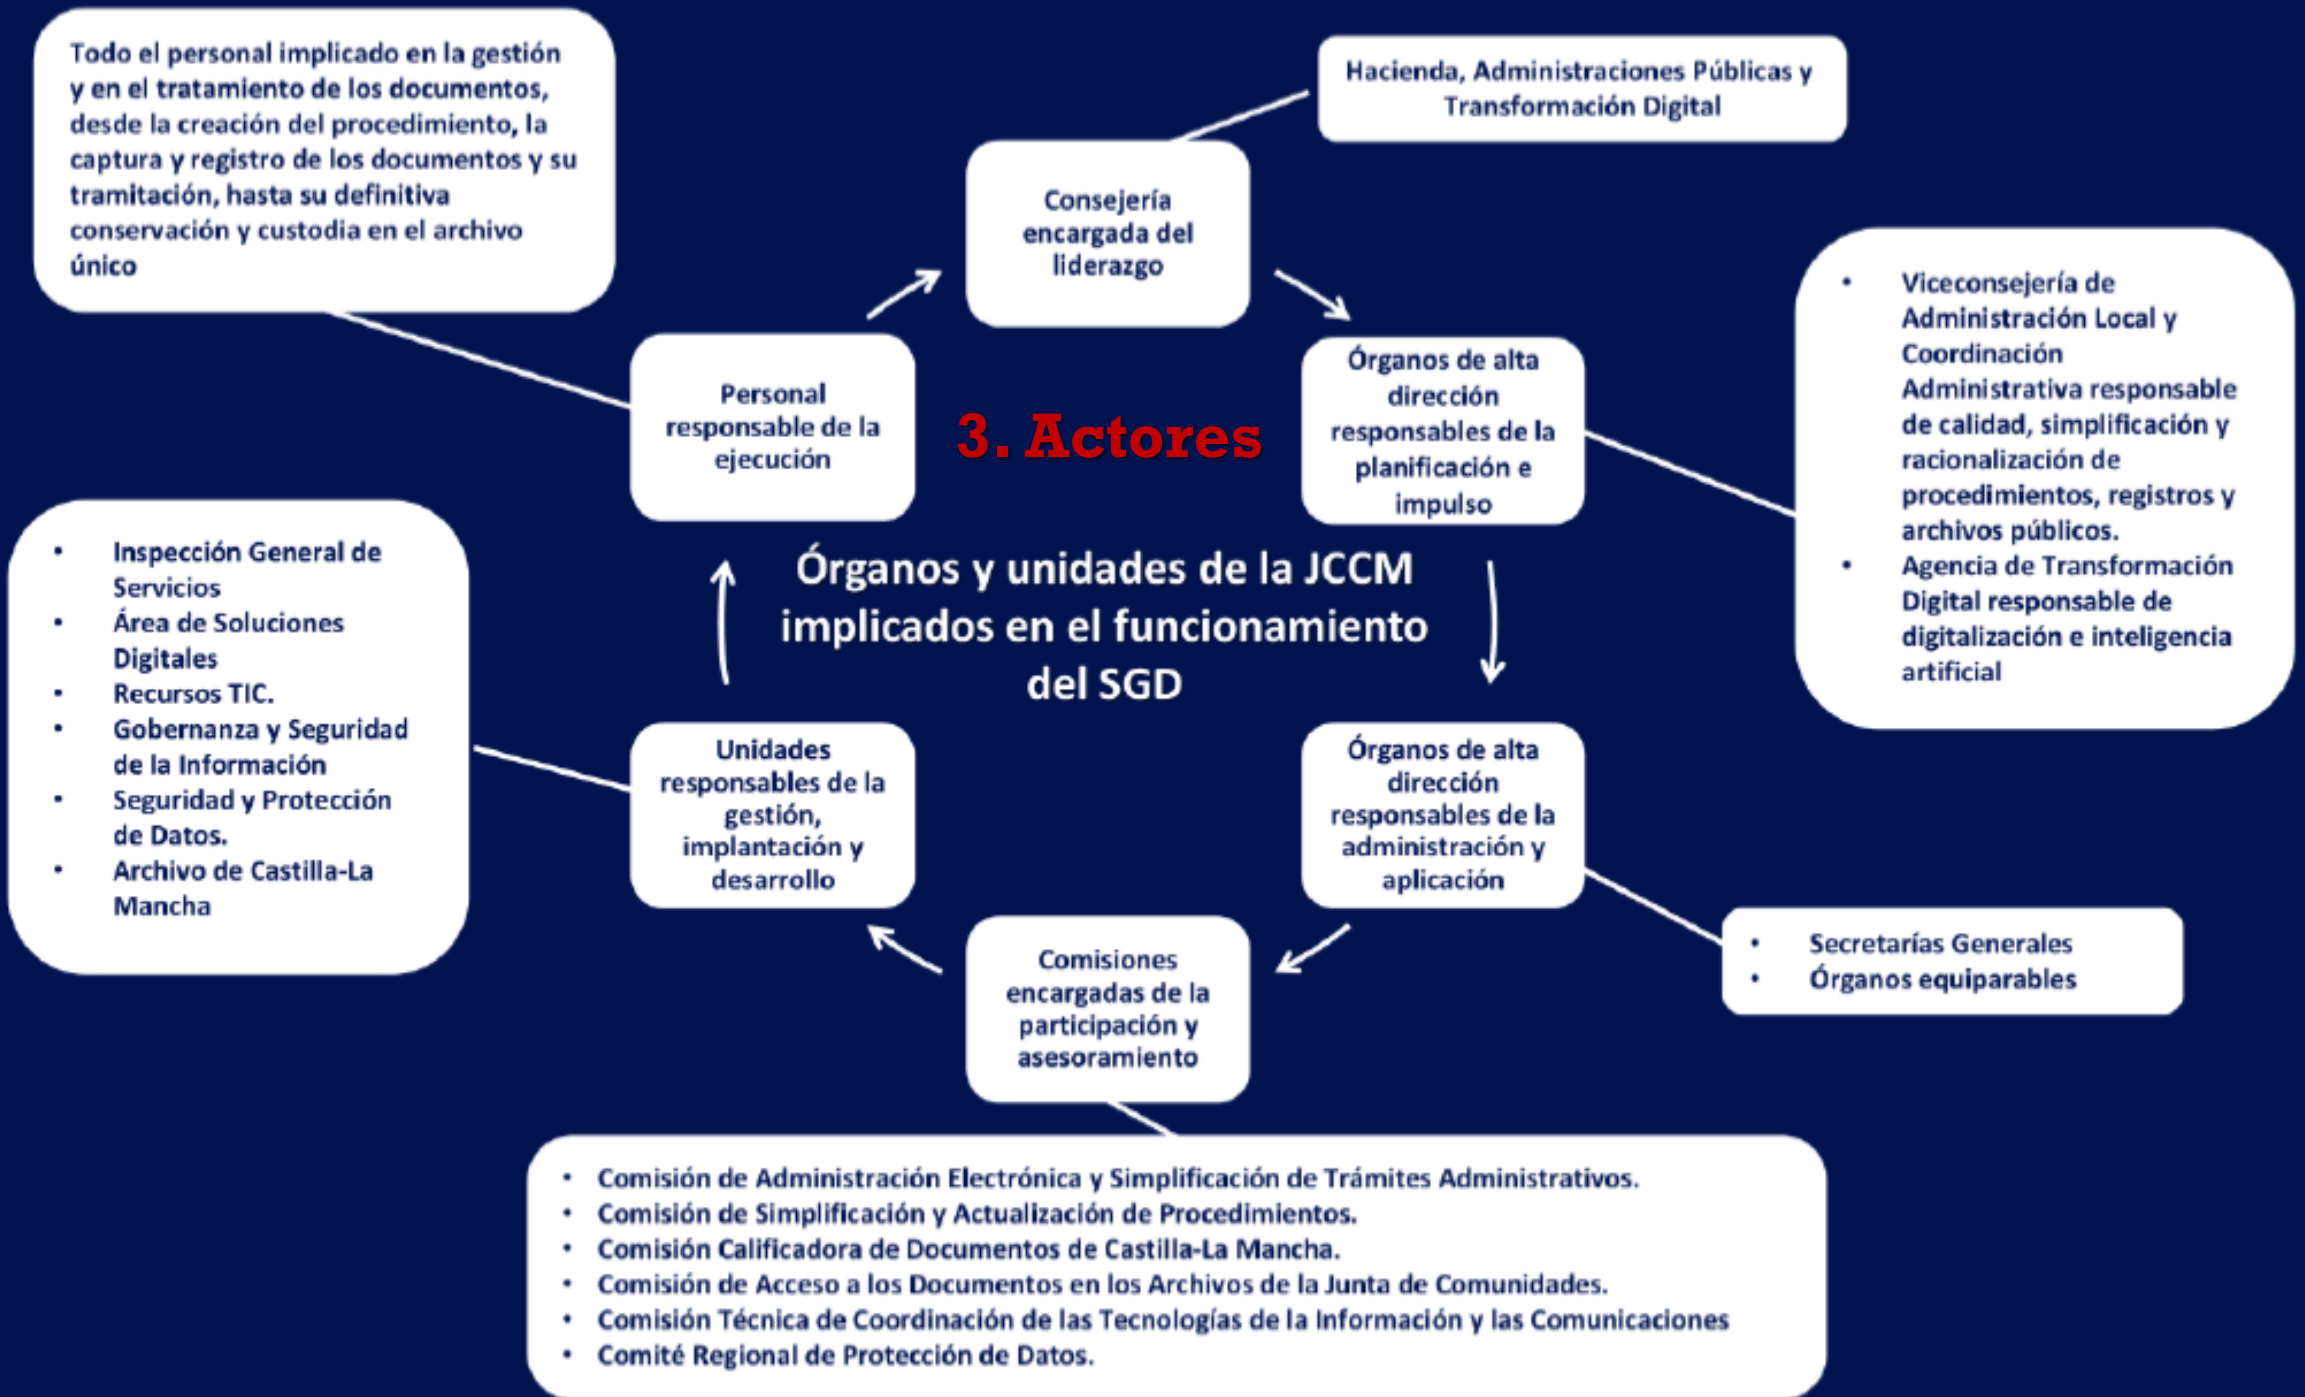 Todo el personal implicado en la gestión
y en el tratamiento de los documentos,
desde la creación del procedimiento, la
captura y registro de los documentos y su
tramitación, hasta su definitiva
conservación y custodia en el archivo
único
Hacienda, Administraciones Públicas y
Transformación Digital
Consejería
encargada del
liderazgo
Personal
responsable de la
ejecución
3. Actores
Órganos de alta
dirección
responsables de la
planificación e
impulso
• Viceconsejería de
Administración Local y
Coordinación
Administrativa responsable
de calidad, simplificación y
racionalización de
procedimientos, registros y
archivos públicos.
• Agencia de Transformación
Digital responsable de
digitalización e inteligencia
artificial
Órganos y unidades de la JCCM
implicados en el funcionamiento
del SGD
• Inspección General de
Servicios
• Área de Soluciones
Digitales
• Recursos TIC.
• Gobernanza y Seguridad
de la Información
• Seguridad y Protección
de Datos.
• Archivo de Castilla-La
Mancha
Unidades
responsables de la
gestión,
implantación y
desarrollo
Órganos de alta
dirección
responsables de la
administración y
aplicación
• Secretarías Generales
• Órganos equiparables
Comisiones
encargadas de la
participación y
asesoramiento
• Comisión de Administración Electrónica y Simplificación de Trámites Administrativos.
• Comisión de Simplificación y Actualización de Procedimientos.
• Comisión Calificadora de Documentos de Castilla-La Mancha.
• Comisión de Acceso a los Documentos en los Archivos de la Junta de Comunidades.
• Comisión Técnica de Coordinación de las Tecnologías de la Información y las Comunicaciones
• Comité Regional de Protección de Datos.